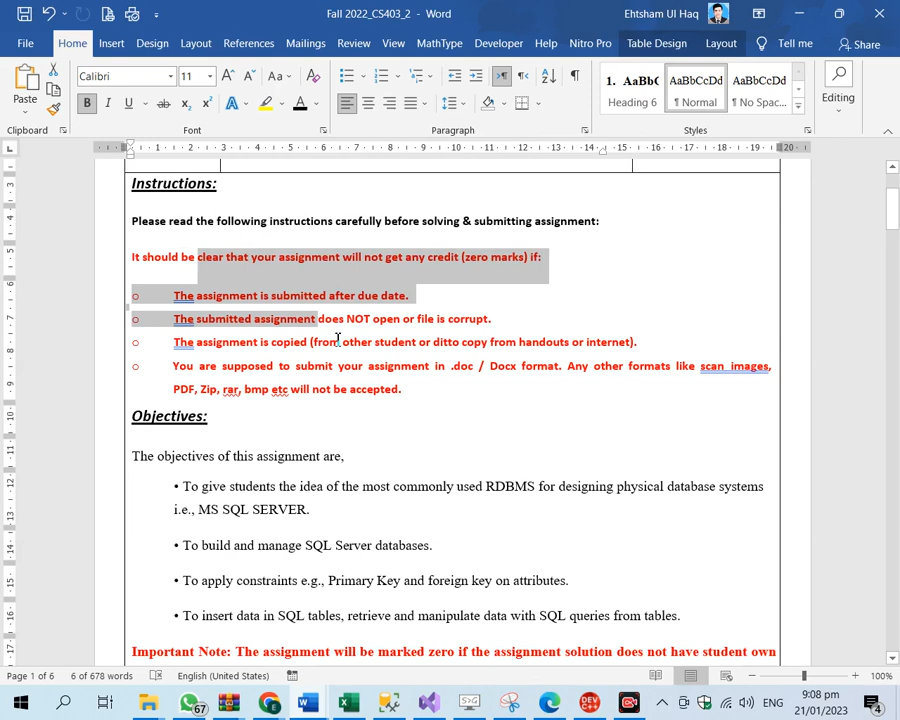 Fall 2022_CS403_2 - Word
Ehtsham Ul Haq
File Home Insert Design Layout References Mailings MathType Review View Developer Help Nitro Pro Table Design Layout Tell me Share
Paste
Calibri 11
Aa
B I U ab x₂ x² A A
1. AaBb( AaBbCcDd AaBbCcDd
Heading 6 ¶ Normal ¶ No Spac...
Editing
Clipboard Font Paragraph Styles
Instructions:
Please read the following instructions carefully before solving & submitting assignment:
It should be clear that your assignment will not get any credit (zero marks) if:
o The assignment is submitted after due date.
o The submitted assignment does NOT open or file is corrupt.
o The assignment is copied (from other student or ditto copy from handouts or internet).
o You are supposed to submit your assignment in .doc / Docx format. Any other formats like scan images,
PDF, Zip, rar, bmp etc will not be accepted.
Objectives:
The objectives of this assignment are,
• To give students the idea of the most commonly used RDBMS for designing physical database systems
i.e., MS SQL SERVER.
• To build and manage SQL Server databases.
• To apply constraints e.g., Primary Key and foreign key on attributes.
• To insert data in SQL tables, retrieve and manipulate data with SQL queries from tables.
Important Note: The assignment will be marked zero if the assignment solution does not have student own
Page 1 of 6 6 of 678 words English (United States) 100%
67
ENG
9:08 pm
21/01/2023
4